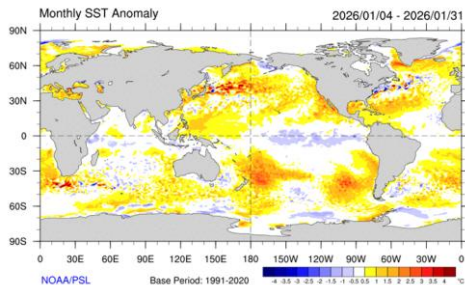 Monthly SST Anomaly 2026/01/04 - 2026/01/31
90N
60N
30N
0
30S
60S
90S
0 30E 60E 90E 120E 150E 180 150W 120W 90W 60W 30W 0
NOAA/PSL Base Period: 1991-2020
-4 -3.5 -3 -2.5 -2 -1.5 -1 -0.5 0.5 1 1.5 2 2.5 3 3.5 4 °C